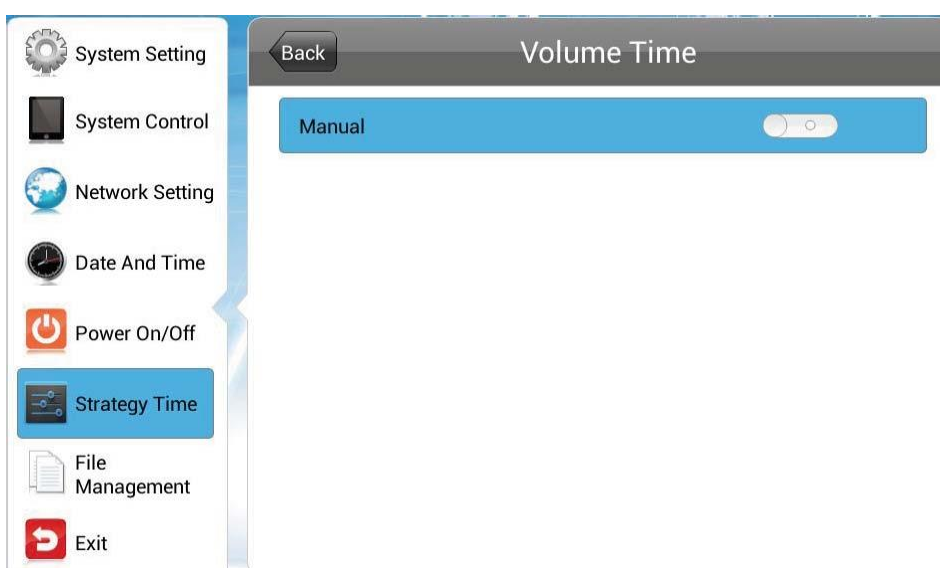 System Setting
System Control
Network Setting
Date And Time
Power On/Off
Strategy Time
File
Management
Exit
Back
Volume Time
Manual